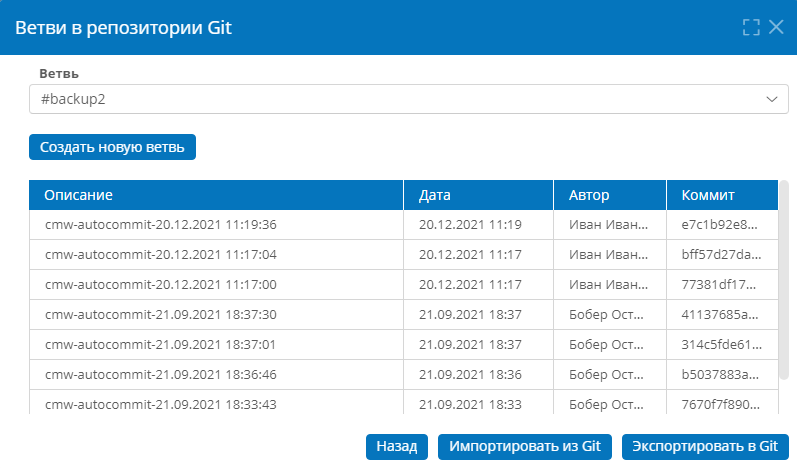 Ветви в репозитории Git
Ветвь
#backup2
Создать новую ветвь
Описание Дата Автор Коммит
cmw-autocommit-20.12.2021 11:19:36 20.12.2021 11:19 Иван Иван... e7c1b92e8...
cmw-autocommit-20.12.2021 11:17:04 20.12.2021 11:17 Иван Иван... bff57d27da...
cmw-autocommit-20.12.2021 11:17:00 20.12.2021 11:17 Иван Иван... 77381df17...
cmw-autocommit-21.09.2021 18:37:30 21.09.2021 18:37 Бобер Ост... 41137685a...
cmw-autocommit-21.09.2021 18:37:01 21.09.2021 18:37 Бобер Ост... 314c5fde61...
cmw-autocommit-21.09.2021 18:36:46 21.09.2021 18:36 Бобер Ост... b5037883a...
cmw-autocommit-21.09.2021 18:33:43 21.09.2021 18:33 Бобер Ост... 7670f7f890...
Назад Импортировать из Git Экспортировать в Git